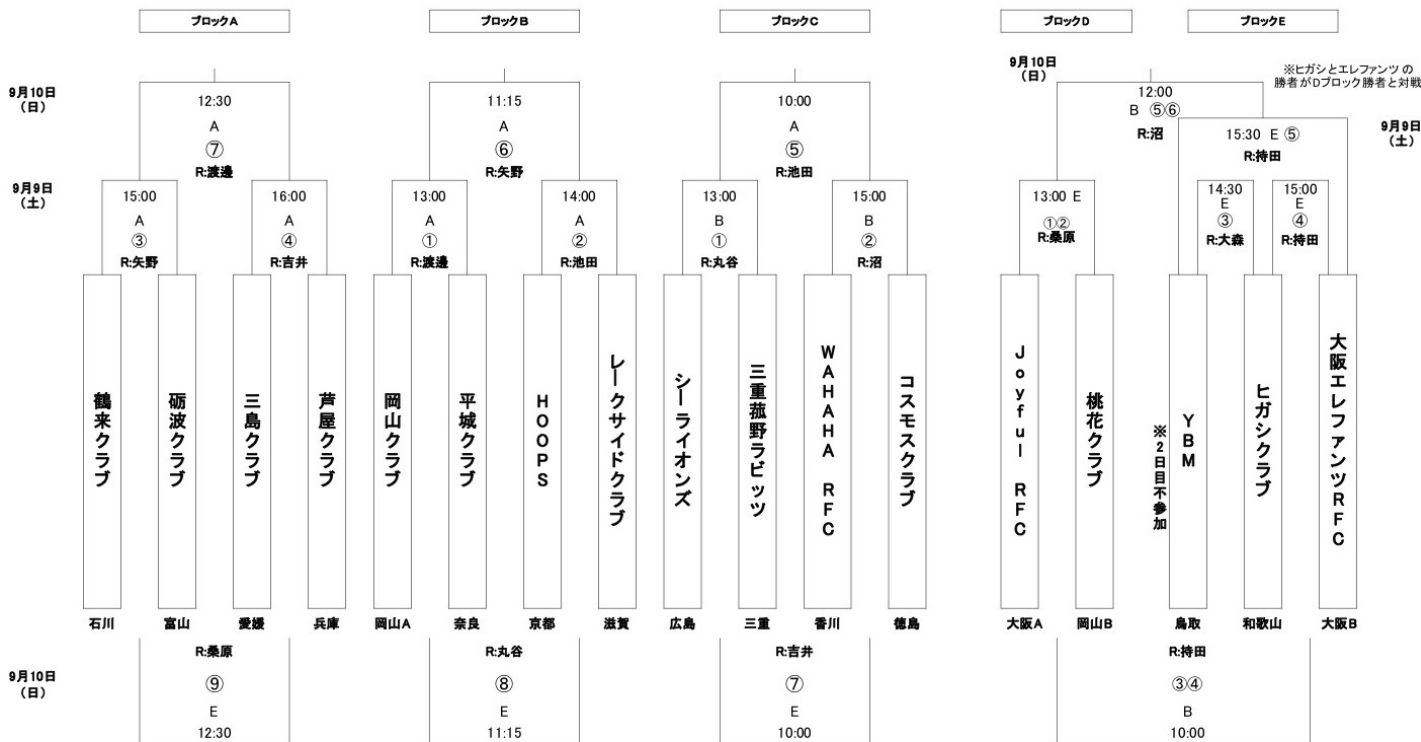 ブロックA
ブロックB
ブロックC
ブロックD
ブロックE
9月10日
(日)
12:30
A
⑦
R:渡邊
11:15
A
⑥
R:矢野
10:00
A
⑤
R:池田
9月10日
(日)
12:00
B ⑤⑥
R:沼
※ヒガシとエレファンツ の
勝者がDブロック勝者と対戦
9月9日
(土)
15:30 E ⑤
R:持田
9月9日
(土)
15:00
A
③
R:矢野
16:00
A
④
R:吉井
13:00
A
①
R:渡邊
14:00
A
②
R:池田
13:00
B
①
R:丸谷
15:00
B
②
R:沼
13:00 E
①②
R:桑原
14:30
E
③
R:大森
15:00
E
④
R:持田
鶴来クラブ
砺波クラブ
三島クラブ
芦屋クラブ
岡山クラブ
平城クラブ
HOOPS
レークサイドクラブ
シーライオンズ
三重菰野ラビッツ
WAHAHA RFC
コスモスクラブ
Joyful RFC
桃花クラブ
※2日目不参加
YBM
ヒガシクラブ
大阪エレファンツRFC
石川
富山
愛媛
兵庫
岡山A
奈良
京都
滋賀
広島
三重
香川
徳島
大阪A
岡山B
鳥取
和歌山
大阪B
9月10日
(日)
R:桑原
⑨
E
12:30
R:丸谷
⑧
E
11:15
R:吉井
⑦
E
10:00
R:持田
③④
B
10:00